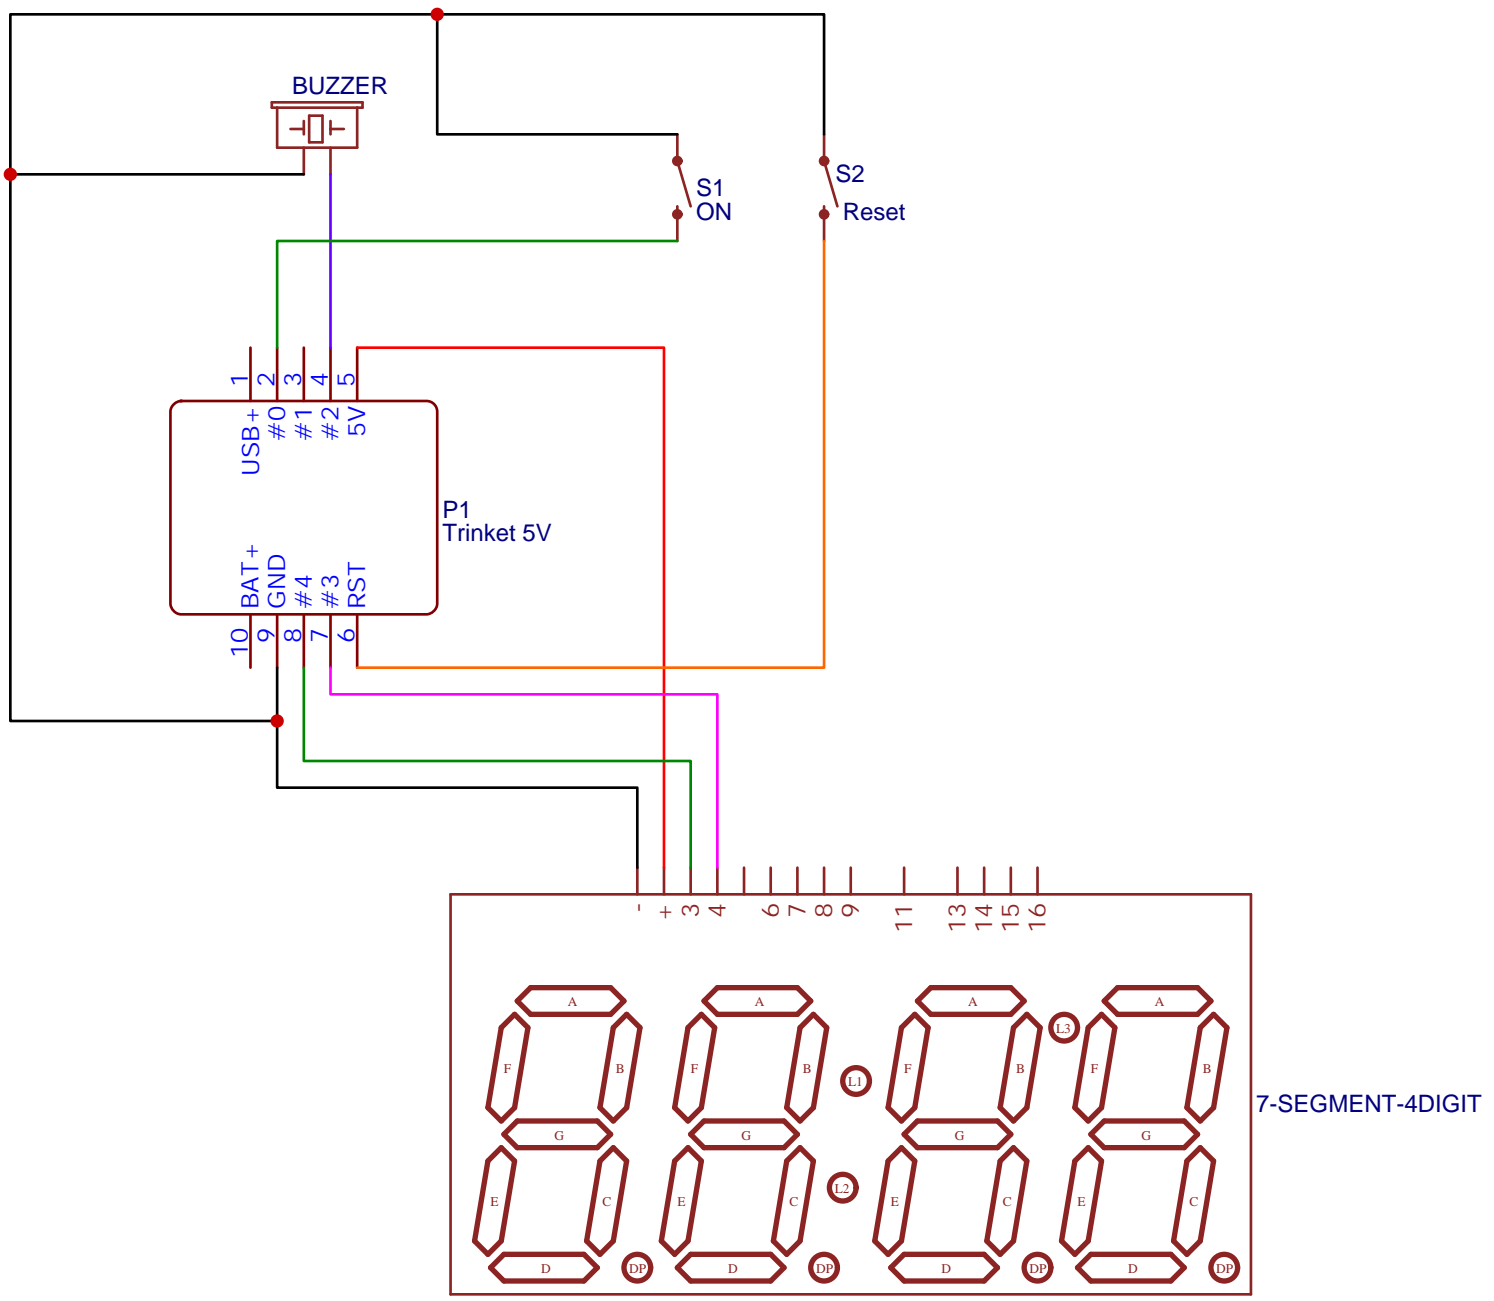 BUZZER
S1
ON
S2
Reset
1
2
3
4
5
USB+
#0
#1
#2
5V
P1
Trinket 5V
BAT+
GND
#4
#3
RST
10
9
8
7
6
-
+
3
4
6
7
8
9
11
13
14
15
16
A
A
A
A
L3
F
B
F
B
F
B
F
B
L1
7-SEGMENT-4DIGIT
G
G
G
G
L2
E
C
E
C
E
C
E
C
D
DP
D
DP
D
DP
D
DP